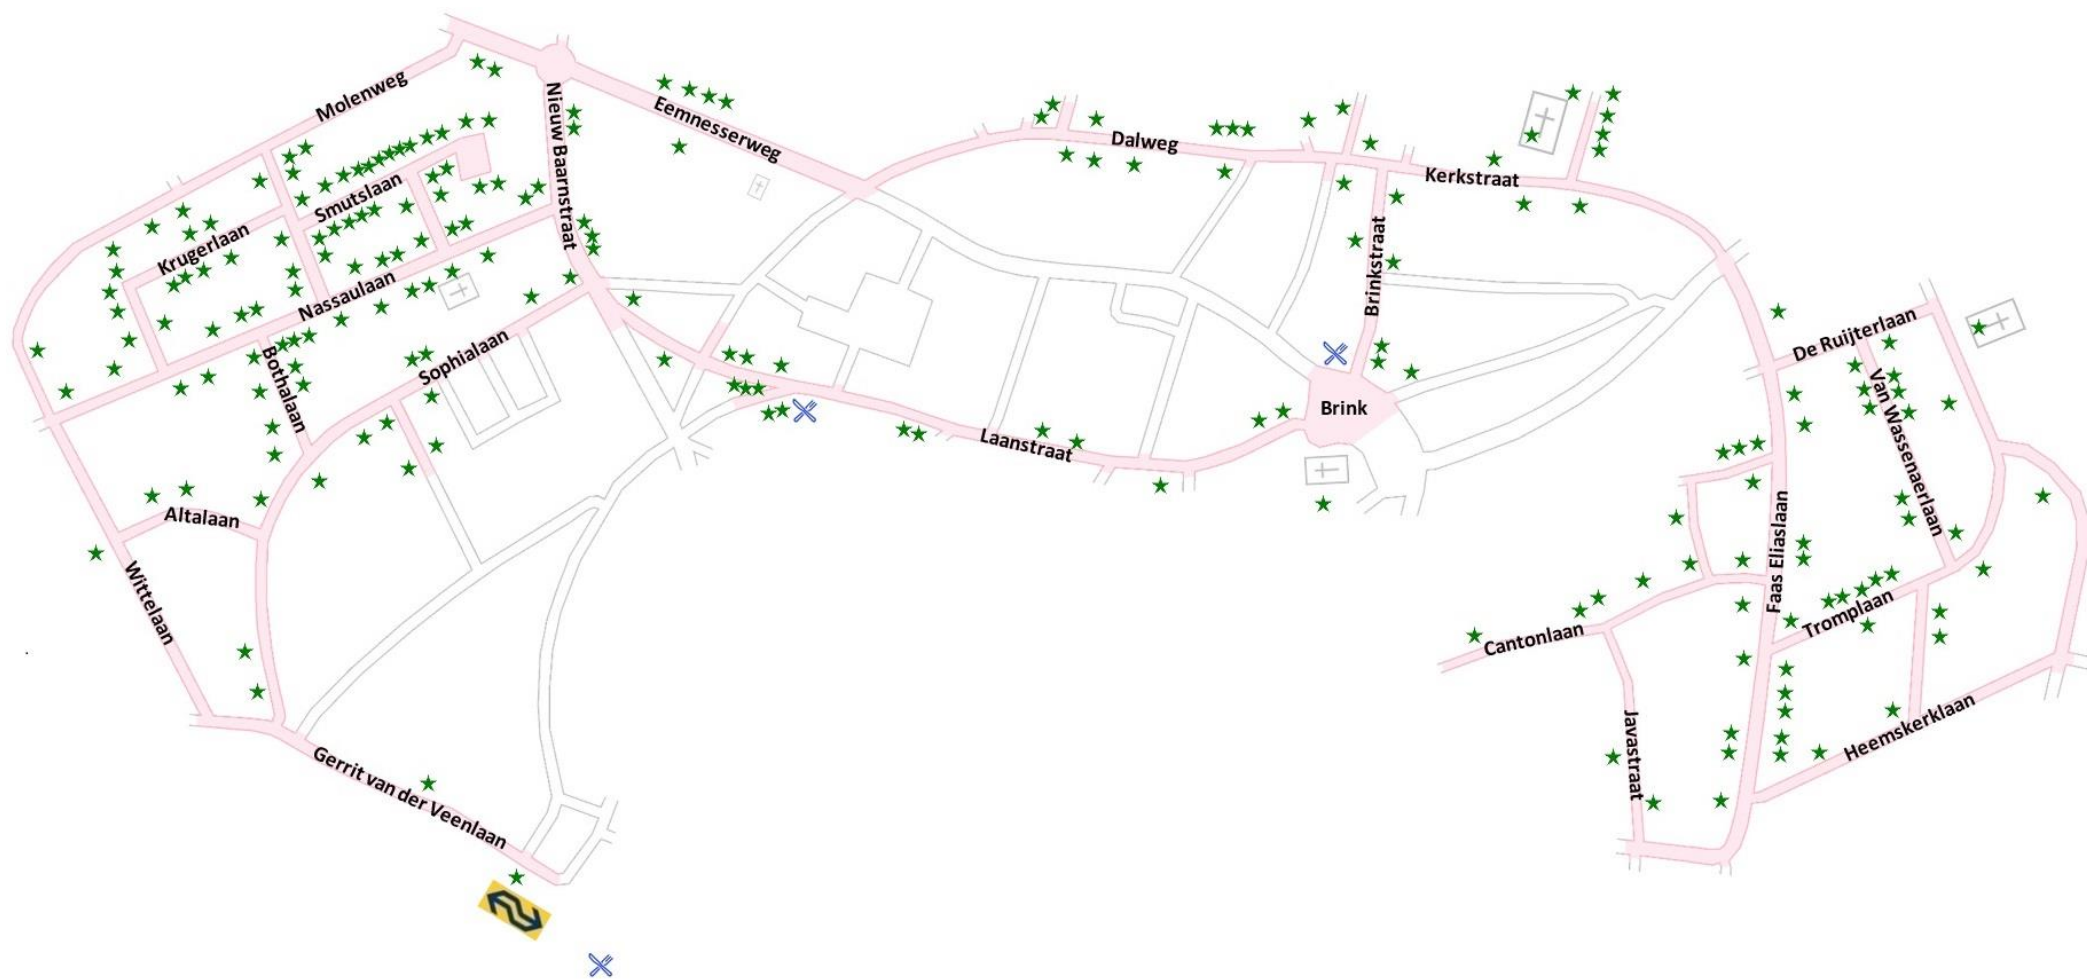 Molenweg
Nieuw Baarnstraat
Eemnesserweg
Dalweg
Kerkstraat
Smutslaan
Krugerlaan
Nassaulaan
Brinkstraat
De Ruijterlaan
Bothalaan
Sophialaan
Van Wassenaerlaan
Brink
Laanstraat
Altalaan
Faas Eliaslaan
Wittelaan
Tromplaan
Cantonlaan
Javastraat
Heemskerklaan
Gerrit van der Veenlaan